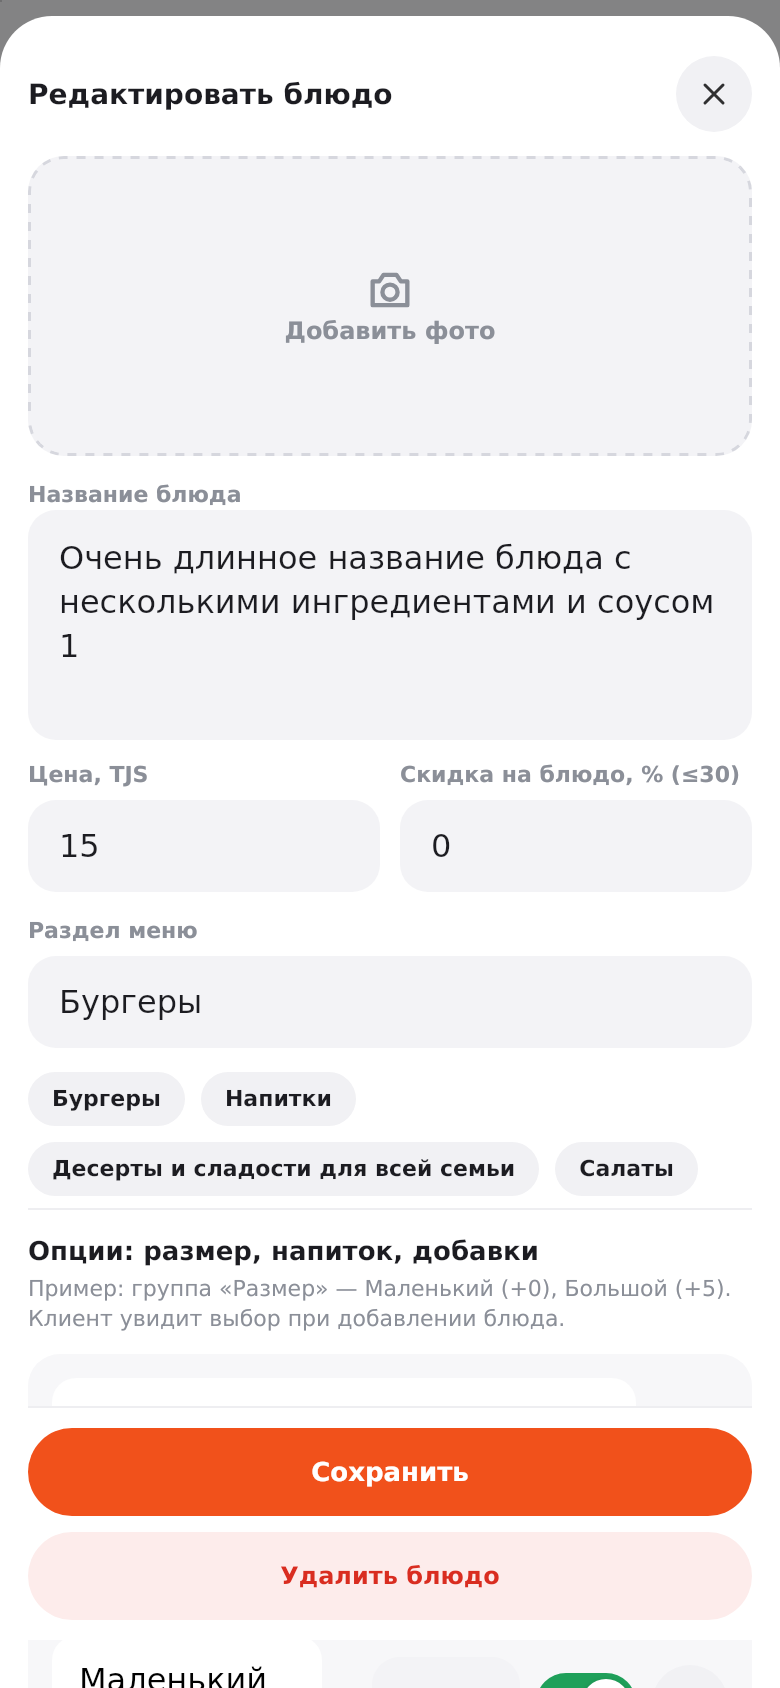 Редактировать блюдо
Добавить фото
Название блюда
Очень длинное название блюда с
несколькими ингредиентами и соусом
1
Цена, TJS
Скидка на блюдо, % (≤30)
15
0
Раздел меню
Бургеры
Бургеры
Напитки
Десерты и сладости для всей семьи
Салаты
Опции: размер, напиток, добавки
Пример: группа «Размер» — Маленький (+0), Большой (+5).
Клиент увидит выбор при добавлении блюда.
Сохранить
Удалить блюдо
Маленький